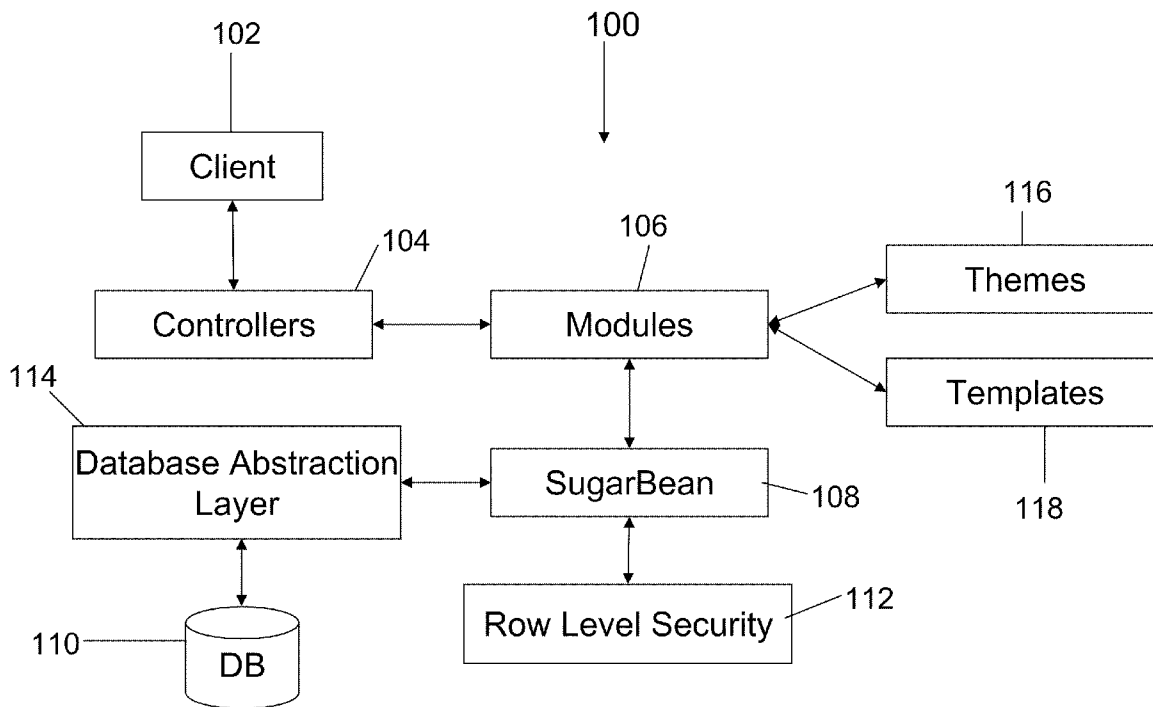 102
100
Client
116
104
106
Themes
Controllers
Modules
114
Templates
Database Abstraction
Layer
SugarBean
108
118
Row Level Security
112
110
DB